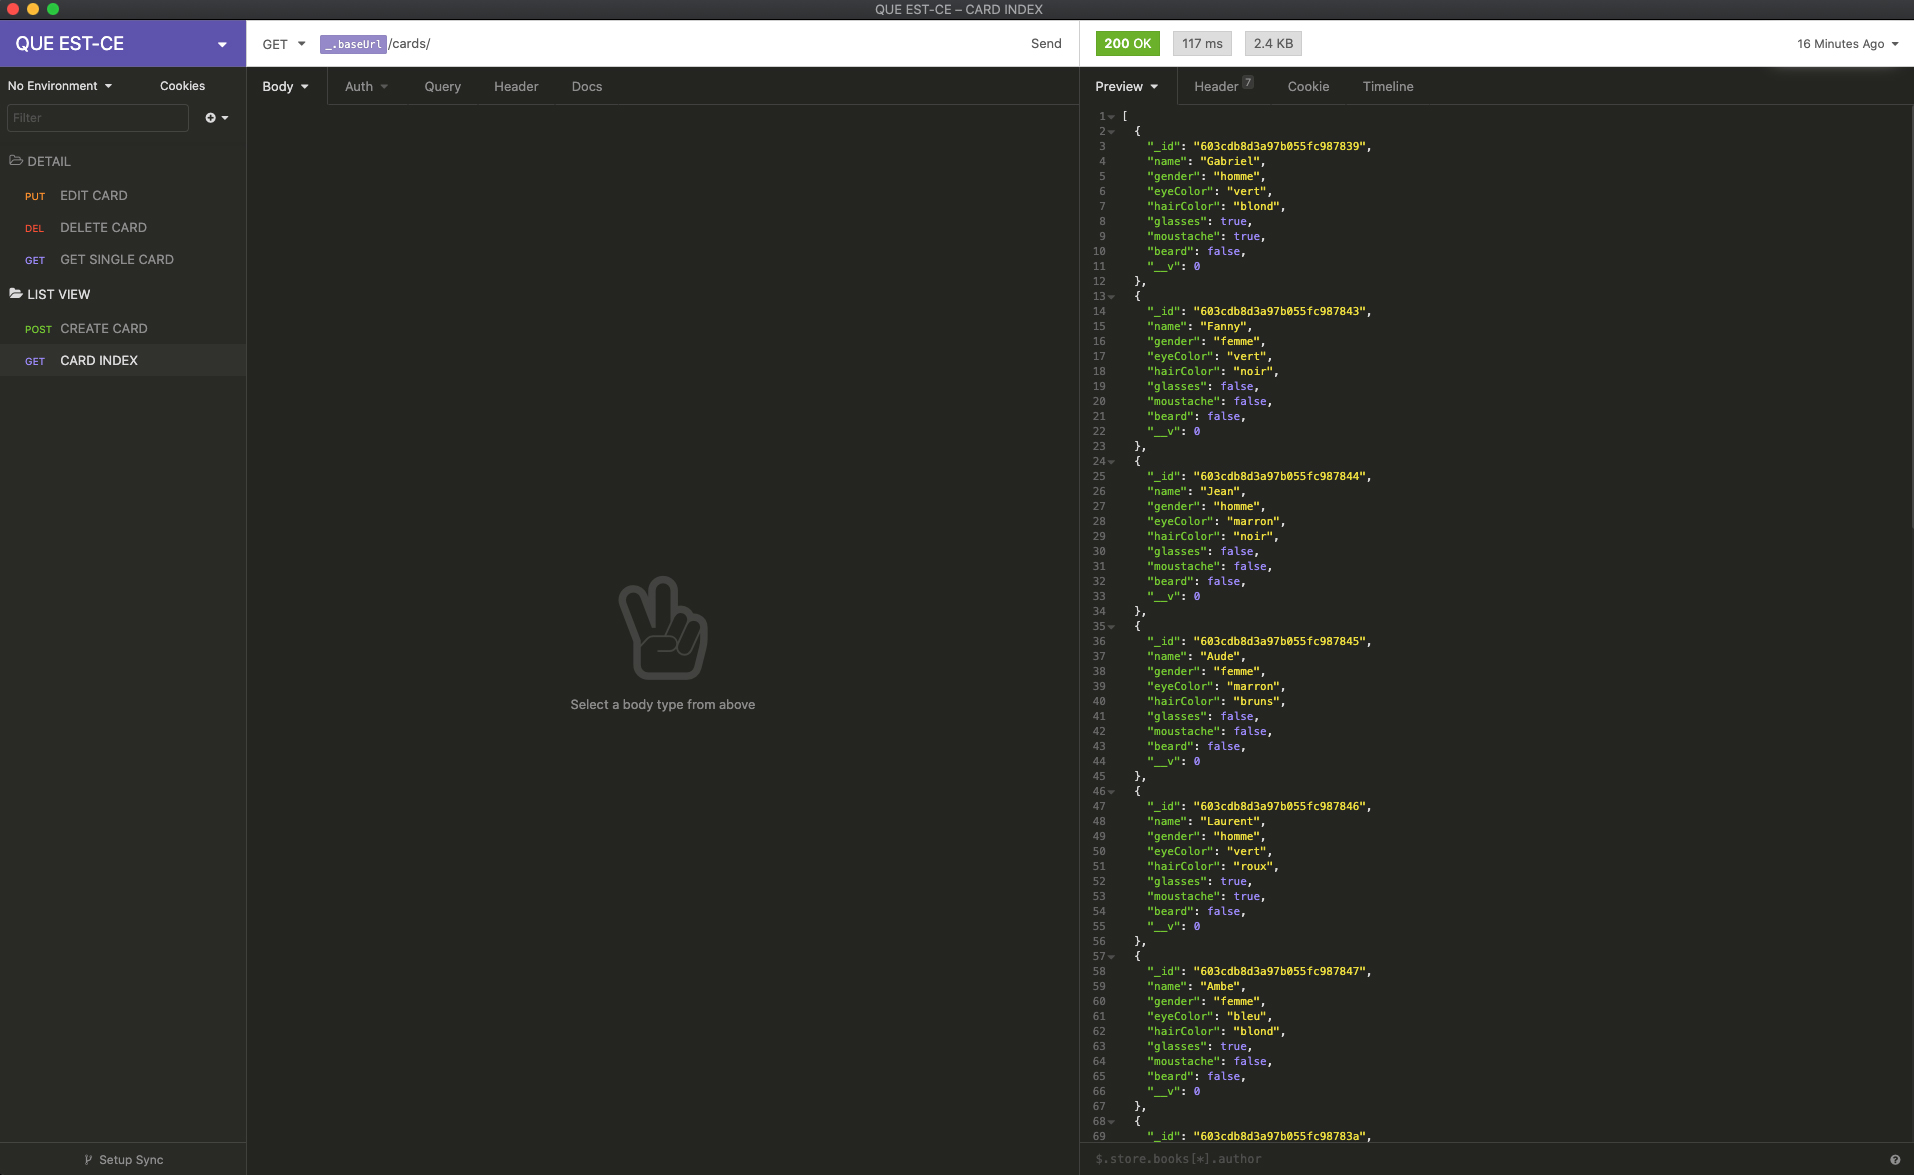 QUE EST-CE – CARD INDEX
QUE EST-CE
GET _.baseUrl/cards/ Send
200 OK 117 ms 2.4 KB 16 Minutes Ago
No Environment Cookies
Filter
DETAIL
PUT EDIT CARD
DEL DELETE CARD
GET GET SINGLE CARD
LIST VIEW
POST CREATE CARD
GET CARD INDEX
Setup Sync
Body Auth Query Header Docs
Select a body type from above
Preview Header 7 Cookie Timeline
1 [
2 {
3 "_id": "603cdb8d3a97b055fc987839",
4 "name": "Gabriel",
5 "gender": "homme",
6 "eyeColor": "vert",
7 "hairColor": "blond",
8 "glasses": true,
9 "moustache": true,
10 "beard": false,
11 "__v": 0
12 },
13 {
14 "_id": "603cdb8d3a97b055fc987843",
15 "name": "Fanny",
16 "gender": "femme",
17 "eyeColor": "vert",
18 "hairColor": "noir",
19 "glasses": false,
20 "moustache": false,
21 "beard": false,
22 "__v": 0
23 },
24 {
25 "_id": "603cdb8d3a97b055fc987844",
26 "name": "Jean",
27 "gender": "homme",
28 "eyeColor": "marron",
29 "hairColor": "noir",
30 "glasses": false,
31 "moustache": false,
32 "beard": false,
33 "__v": 0
34 },
35 {
36 "_id": "603cdb8d3a97b055fc987845",
37 "name": "Aude",
38 "gender": "femme",
39 "eyeColor": "marron",
40 "hairColor": "bruns",
41 "glasses": false,
42 "moustache": false,
43 "beard": false,
44 "__v": 0
45 },
46 {
47 "_id": "603cdb8d3a97b055fc987846",
48 "name": "Laurent",
49 "gender": "homme",
50 "eyeColor": "vert",
51 "hairColor": "roux",
52 "glasses": true,
53 "moustache": true,
54 "beard": false,
55 "__v": 0
56 },
57 {
58 "_id": "603cdb8d3a97b055fc987847",
59 "name": "Ambe",
60 "gender": "femme",
61 "eyeColor": "bleu",
62 "hairColor": "blond",
63 "glasses": true,
64 "moustache": false,
65 "beard": false,
66 "__v": 0
67 },
68 {
69 "_id": "603cdb8d3a97b055fc98783a",
$.store.books[*].author